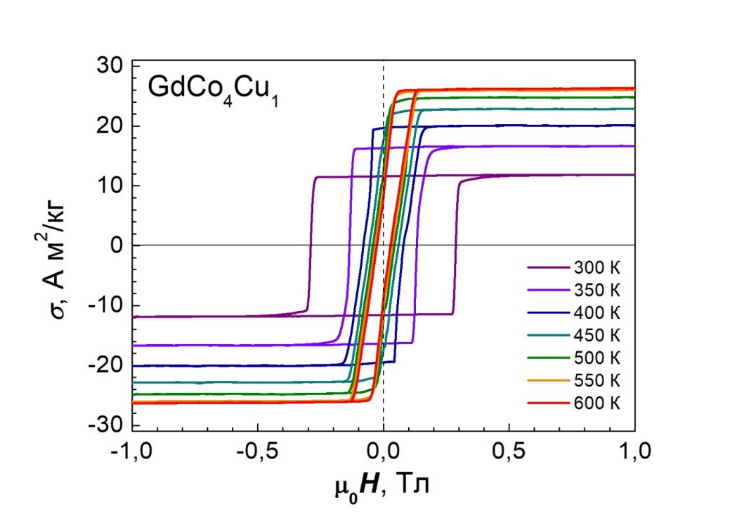 GdCo₄Cu₁
σ, А м²/кг
30
20
10
0
-10
-20
-30
300 К
350 К
400 К
450 К
500 К
550 К
600 К
-1,0
-0,5
0,0
0,5
1,0
μ₀H, Тл